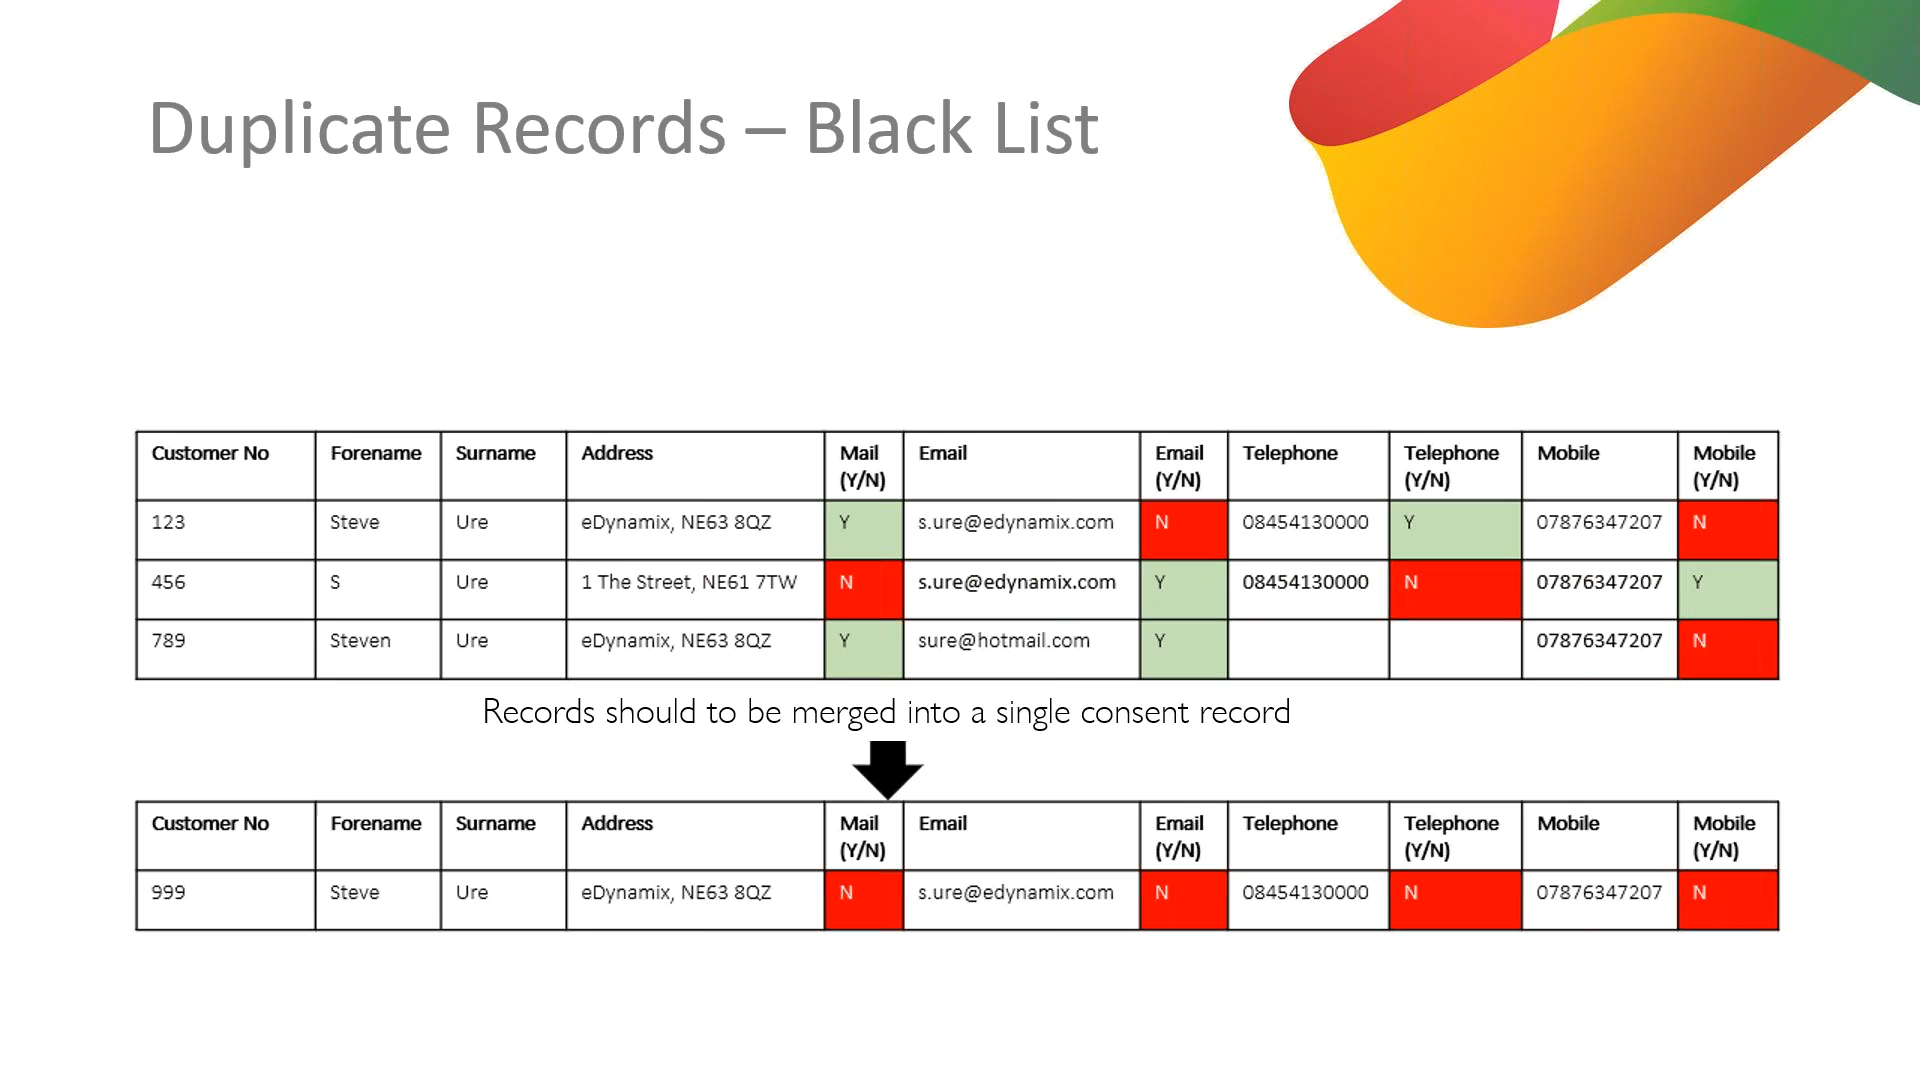 Duplicate Records – Black List
Customer No Forename Surname Address Mail (Y/N) Email Email (Y/N) Telephone Telephone (Y/N) Mobile Mobile (Y/N)
123 Steve Ure eDynamix, NE63 8QZ Y s.ure@edynamix.com N 08454130000 Y 07876347207 N
456 S Ure 1 The Street, NE61 7TW N s.ure@edynamix.com Y 08454130000 N 07876347207 Y
789 Steven Ure eDynamix, NE63 8QZ Y sure@hotmail.com Y 07876347207 N
Records should to be merged into a single consent record
Customer No Forename Surname Address Mail (Y/N) Email Email (Y/N) Telephone Telephone (Y/N) Mobile Mobile (Y/N)
999 Steve Ure eDynamix, NE63 8QZ N s.ure@edynamix.com N 08454130000 N 07876347207 N